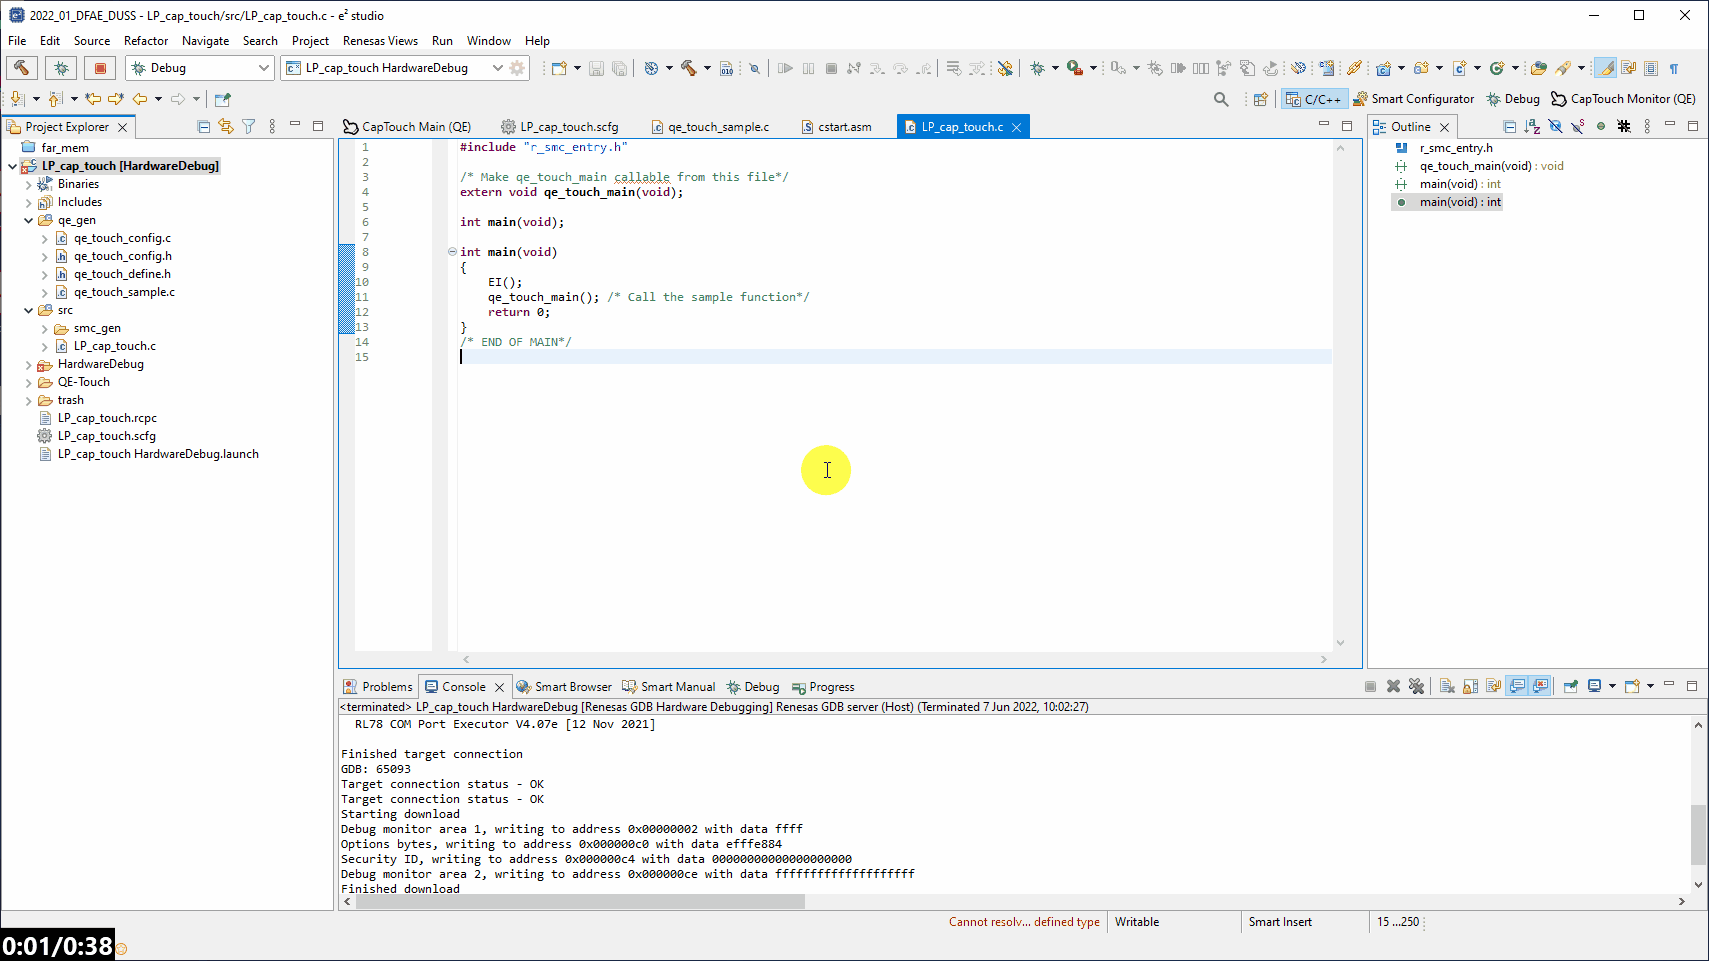 2022_01_DFAE_DUSS - LP_cap_touch/src/LP_cap_touch.c - e² studio
File Edit Source Refactor Navigate Search Project Renesas Views Run Window Help
Debug LP_cap_touch HardwareDebug
C/C++ Smart Configurator Debug CapTouch Monitor (QE)
Project Explorer
far_mem
LP_cap_touch [HardwareDebug]
Binaries
Includes
qe_gen
qe_touch_config.c
qe_touch_config.h
qe_touch_define.h
qe_touch_sample.c
src
smc_gen
LP_cap_touch.c
HardwareDebug
QE-Touch
trash
LP_cap_touch.rcpc
LP_cap_touch.scfg
LP_cap_touch HardwareDebug.launch
CapTouch Main (QE) LP_cap_touch.scfg qe_touch_sample.c cstart.asm LP_cap_touch.c
1 #include "r_smc_entry.h"
2
3 /* Make qe_touch_main callable from this file*/
4 extern void qe_touch_main(void);
5
6 int main(void);
7
8 int main(void)
9 {
10 EI();
11 qe_touch_main(); /* Call the sample function*/
12 return 0;
13 }
14 /* END OF MAIN*/
15
Outline
r_smc_entry.h
qe_touch_main(void) : void
main(void) : int
main(void) : int
Problems Console Smart Browser Smart Manual Debug Progress
<terminated> LP_cap_touch HardwareDebug [Renesas GDB Hardware Debugging] Renesas GDB server (Host) (Terminated 7 Jun 2022, 10:02:27)
RL78 COM Port Executor V4.07e [12 Nov 2021]
Finished target connection
GDB: 65093
Target connection status - OK
Target connection status - OK
Starting download
Debug monitor area 1, writing to address 0x00000002 with data ffff
Options bytes, writing to address 0x000000c0 with data efffe884
Security ID, writing to address 0x000000c4 with data 00000000000000000000
Debug monitor area 2, writing to address 0x000000ce with data ffffffffffffffffffff
Finished download
Cannot resolv... defined type Writable Smart Insert 15 ...250
0:01/0:38